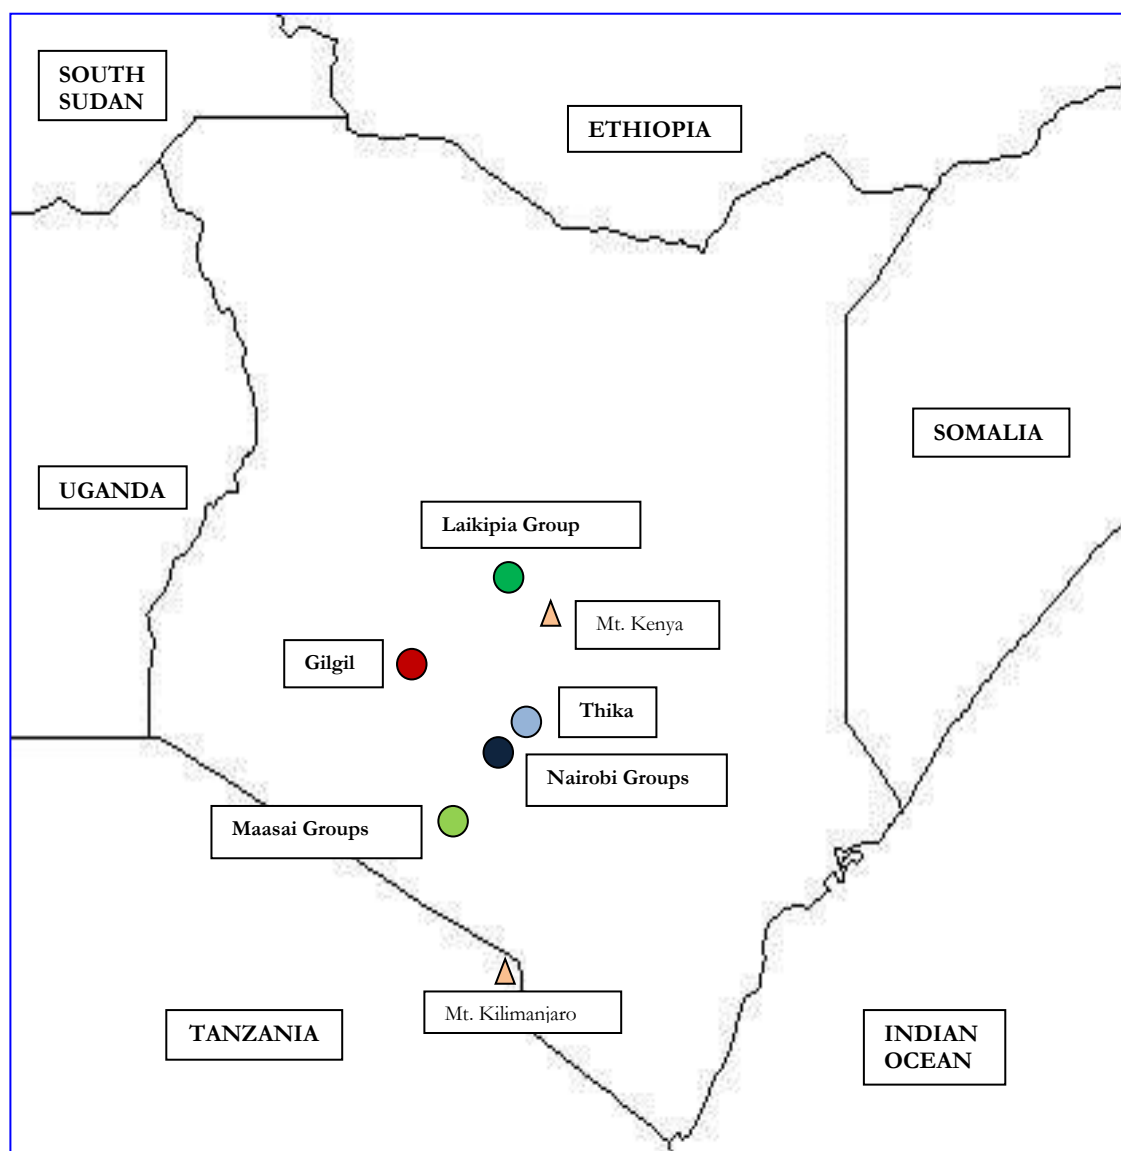 SOUTH
SUDAN
ETHIOPIA
SOMALIA
UGANDA
Laikipia Group
Mt. Kenya
Gilgil
Thika
Nairobi Groups
Maasai Groups
Mt. Kilimanjaro
TANZANIA
INDIAN
OCEAN